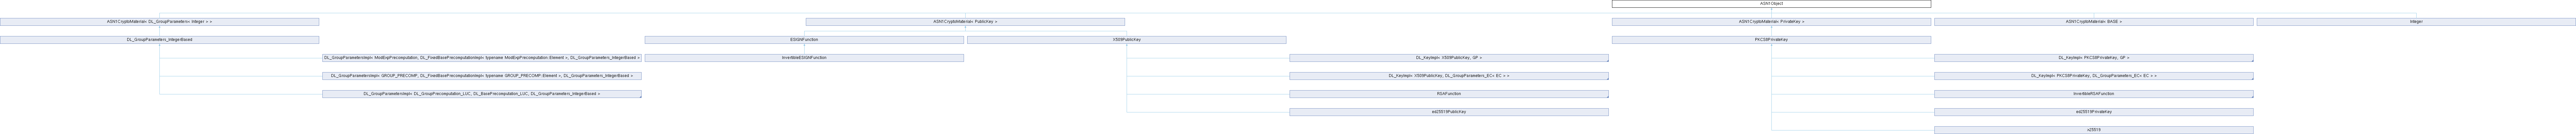 ASN1Object
ASN1CryptoMaterial< DL_GroupParameters< Integer > >
ASN1CryptoMaterial< PublicKey >
ASN1CryptoMaterial< PrivateKey >
ASN1CryptoMaterial< BASE >
Integer
DL_GroupParameters_IntegerBased
ESIGNFunction
X509PublicKey
PKCS8PrivateKey
DL_GroupParametersImpl< ModExpPrecomputation, DL_FixedBasePrecomputationImpl< typename ModExpPrecomputation::Element >, DL_GroupParameters_IntegerBased >
InvertibleESIGNFunction
DL_KeyImpl< X509PublicKey, GP >
DL_KeyImpl< PKCS8PrivateKey, GP >
DL_GroupParametersImpl< GROUP_PRECOMP, DL_FixedBasePrecomputationImpl< typename GROUP_PRECOMP::Element >, DL_GroupParameters_IntegerBased >
DL_KeyImpl< X509PublicKey, DL_GroupParameters_EC< EC > >
DL_KeyImpl< PKCS8PrivateKey, DL_GroupParameters_EC< EC > >
DL_GroupParametersImpl< DL_GroupPrecomputation_LUC, DL_BasePrecomputation_LUC, DL_GroupParameters_IntegerBased >
RSAFunction
InvertibleRSAFunction
ed25519PublicKey
ed25519PrivateKey
x25519